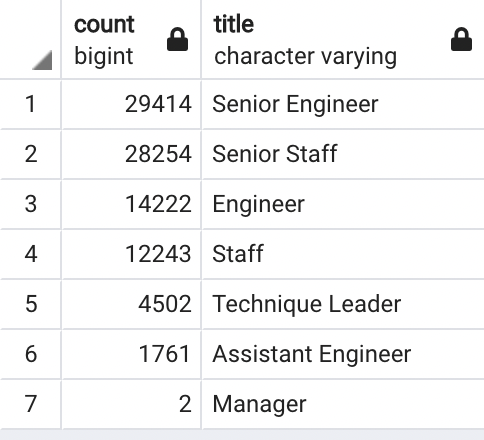 count title
bigint character varying
1 29414 Senior Engineer
2 28254 Senior Staff
3 14222 Engineer
4 12243 Staff
5 4502 Technique Leader
6 1761 Assistant Engineer
7 2 Manager